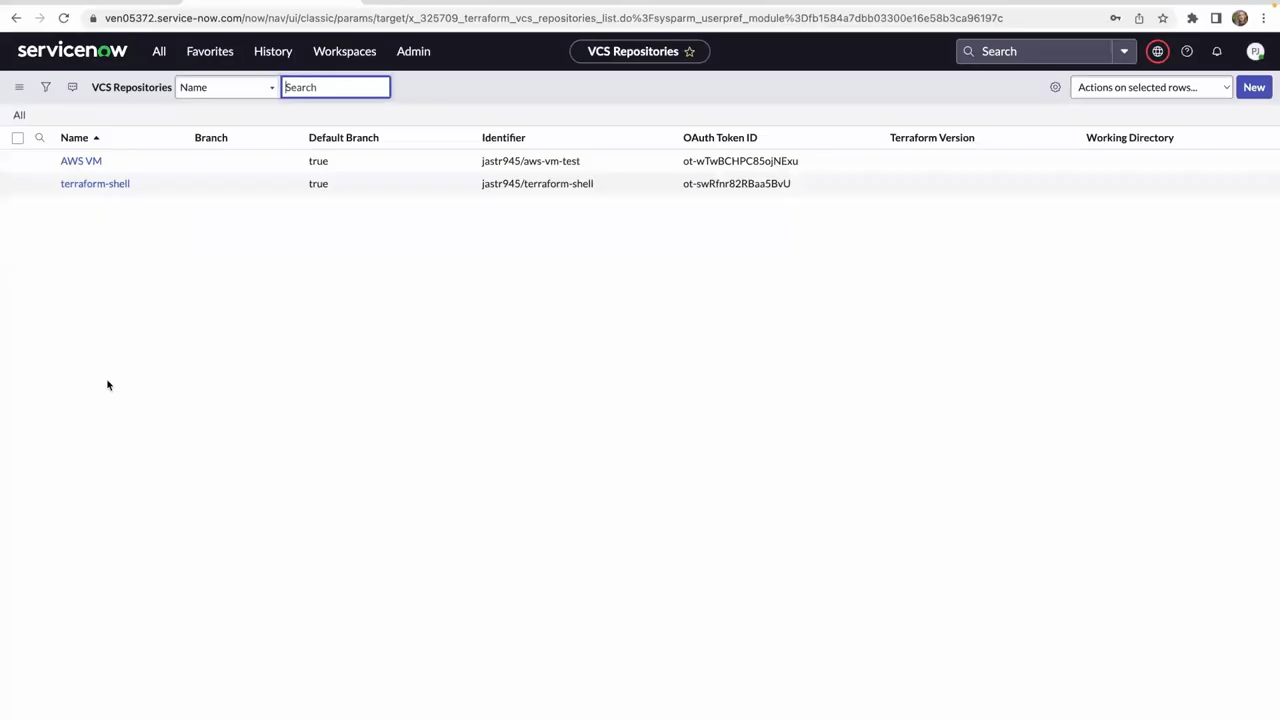 ven05372.service-now.com/now/nav/ui/classic/params/target/x_325709_terraform_vcs_repositories_list.do%3Fsysparm_userpref_module%3Dfb1584a7dbb03300e16e58b3ca96197c
servicenow All Favorites History Workspaces Admin VCS Repositories Search PJ
VCS Repositories Name Search Actions on selected rows... New
All
Name Branch Default Branch Identifier OAuth Token ID Terraform Version Working Directory
AWS VM true jastr945/aws-vm-test ot-wTwBCHPC85ojNExu
terraform-shell true jastr945/terraform-shell ot-swRfnr82RBaa5BvU